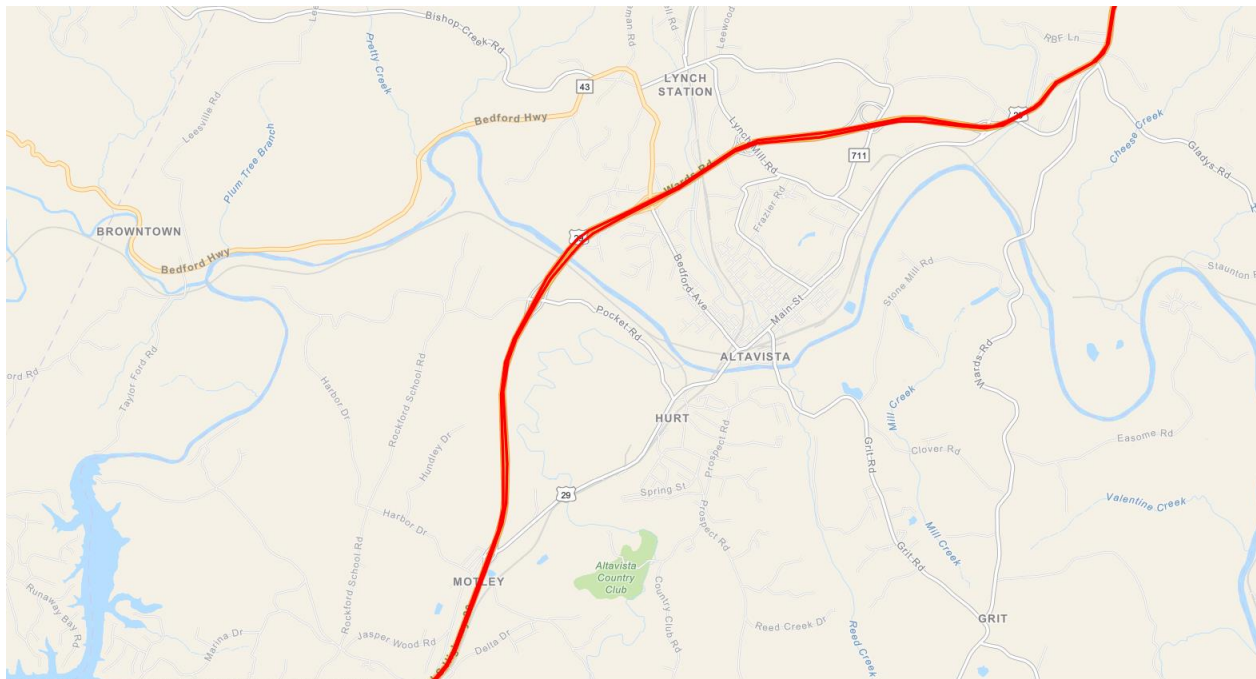 Bishop-Creek-Rd
Leewood
RBF Ln
LYNCH
STATION
43
Pretty Creek
Leesville Rd
29
Bedford Hwy
Cheese Creek
Lynch Mill Rd
Plum Tree Branch
711
Gladys-Rd
Wards Rd
Frazier Rd
BROWNTOWN
29
Bedford Hwy
Stone Mill Rd
Bedford-Ave
Main-St
Pocket-Rd
ALTAVISTA
Wards-Rd
Taylor Ford Rd
ord Rd
Rockford School Rd
Harbor Dr
HURT
Mill Creek
Grit-Rd
Easome Rd
Clover Rd
Hundley Dr
Prospect Rd
Spring St
29
Valentine Creek
Harbor Dr
Prospect Rd
Mill Creek
Grit-Rd
Rockford School Rd
MOTLEY
Altavista
Country
Club
Country Club Rd
Runaway Bay Rd
GRIT
Reed Creek Dr
Marina Dr
Jasper Wood Rd
Delta Dr
Reed Creek